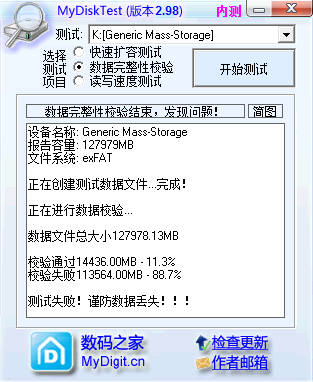 MyDiskTest (版本2.98) 内测
测试: K:[Generic Mass-Storage]
选择测试项目
快速扩容测试
数据完整性校验
读写速度测试
开始测试
数据完整性校验结束，发现问题！ 简图
设备名称: Generic Mass-Storage
报告容量: 127979MB
文件系统: exFAT
正在创建测试数据文件...完成！
正在进行数据校验...
数据文件总大小127978.13MB
校验通过14436.00MB - 11.3%
校验失败113564.00MB - 88.7%
测试失败！谨防数据丢失！！！
数码之家
MyDigit.cn
检查更新
作者邮箱